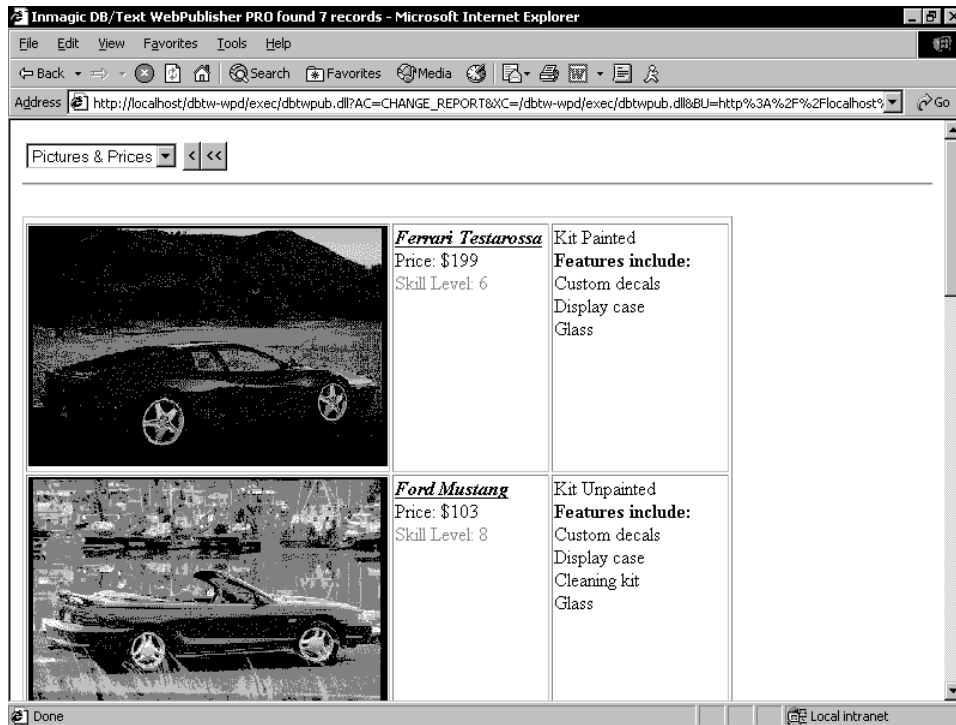 Inmagic DB/Text WebPublisher PRO found 7 records - Microsoft Internet Explorer
File Edit View Favorites Tools Help
Back Search Favorites Media
Address http://localhost/dbtw-wpd/exec/dbtwpub.dll?AC=CHANGE_REPORT&XC=/dbtw-wpd/exec/dbtwpub.dll&BU=http%3A%2F%2Flocalhost% Go
Pictures & Prices < <<
Ferrari Testarossa
Price: $199
Skill Level: 6
Kit Painted
Features include:
Custom decals
Display case
Glass
Ford Mustang
Price: $103
Skill Level: 8
Kit Unpainted
Features include:
Custom decals
Display case
Cleaning kit
Glass
Done Local intranet